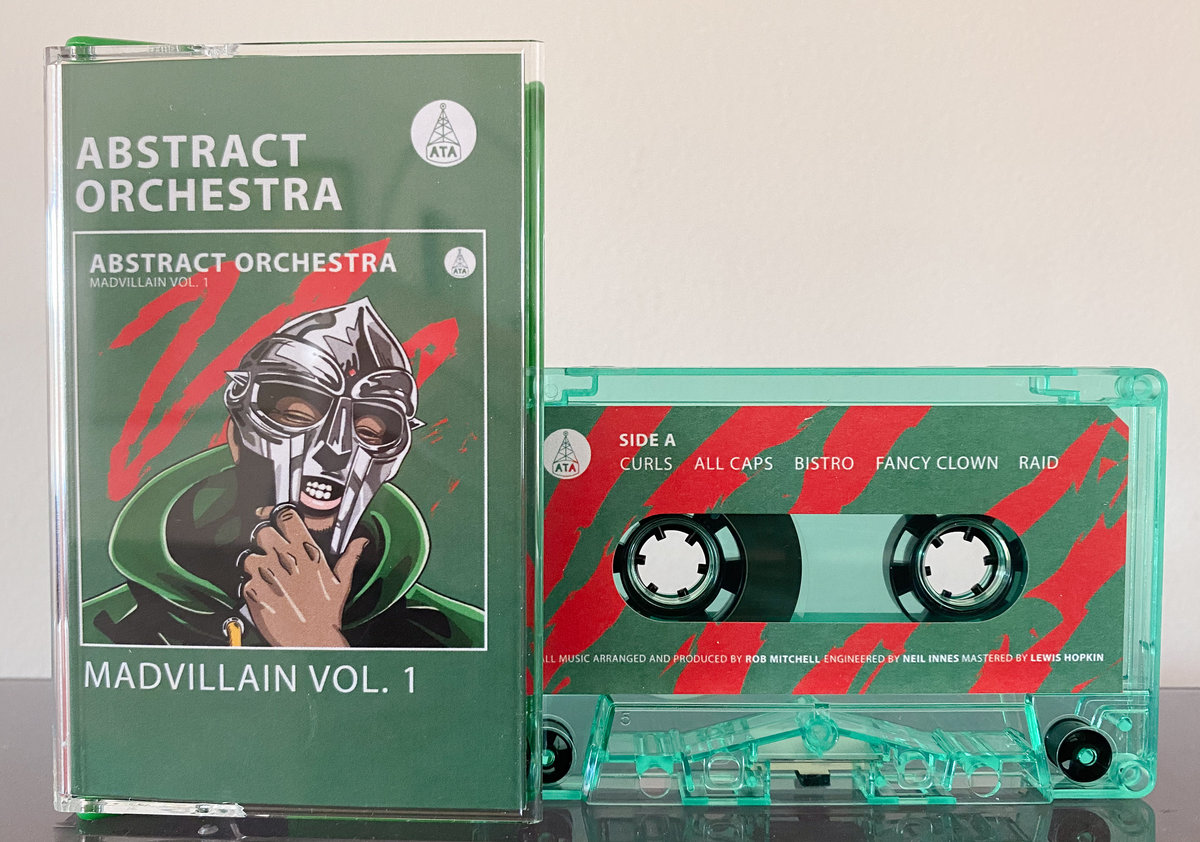 ABSTRACT
ORCHESTRA
ATA
ABSTRACT ORCHESTRA
MADVILLAIN VOL. 1
ATA
MADVILLAIN VOL. 1
ATA
SIDE A
CURLS ALL CAPS BISTRO FANCY CLOWN RAID
ALL MUSIC ARRANGED AND PRODUCED BY ROB MITCHELL ENGINEERED BY NEIL INNES MASTERED BY LEWIS HOPKIN
5